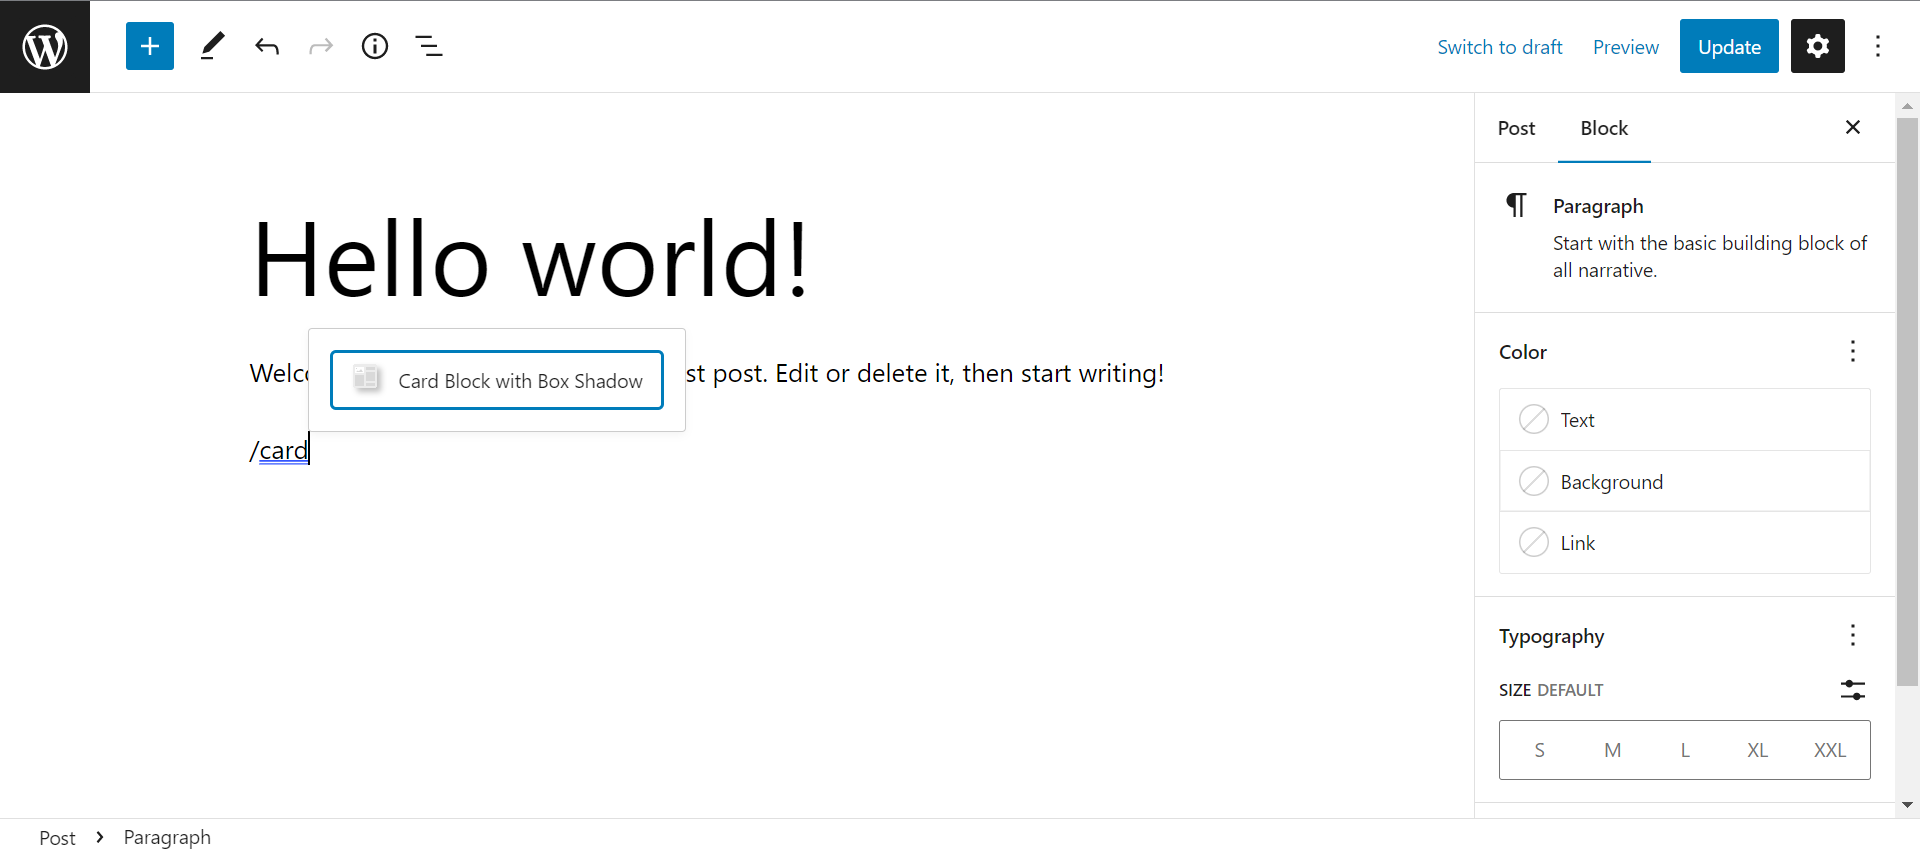 Switch to draft
Preview
Update
Post
Block
Paragraph
Start with the basic building block of
all narrative.
Hello world!
Card Block with Box Shadow
st post. Edit or delete it, then start writing!
/card
Color
Text
Background
Link
Typography
SIZE DEFAULT
S M L XL XXL
Post > Paragraph